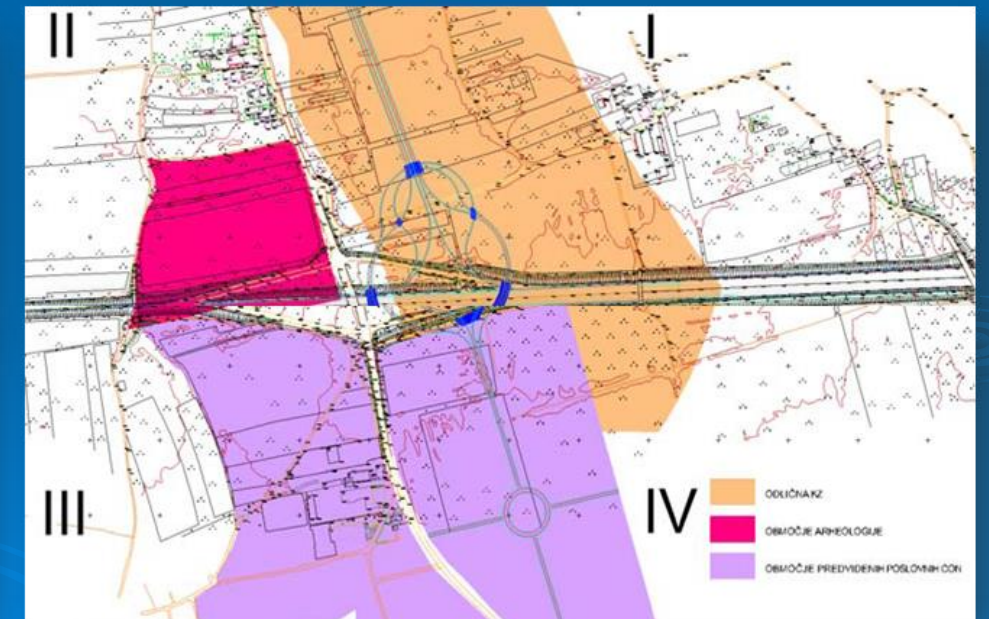 II
I
III
IV
ODLIČNA KZ
OBMOČJE ARHEOLOGIJE
OBMOČJE PREDVIDENIH POSLOVNIH CON